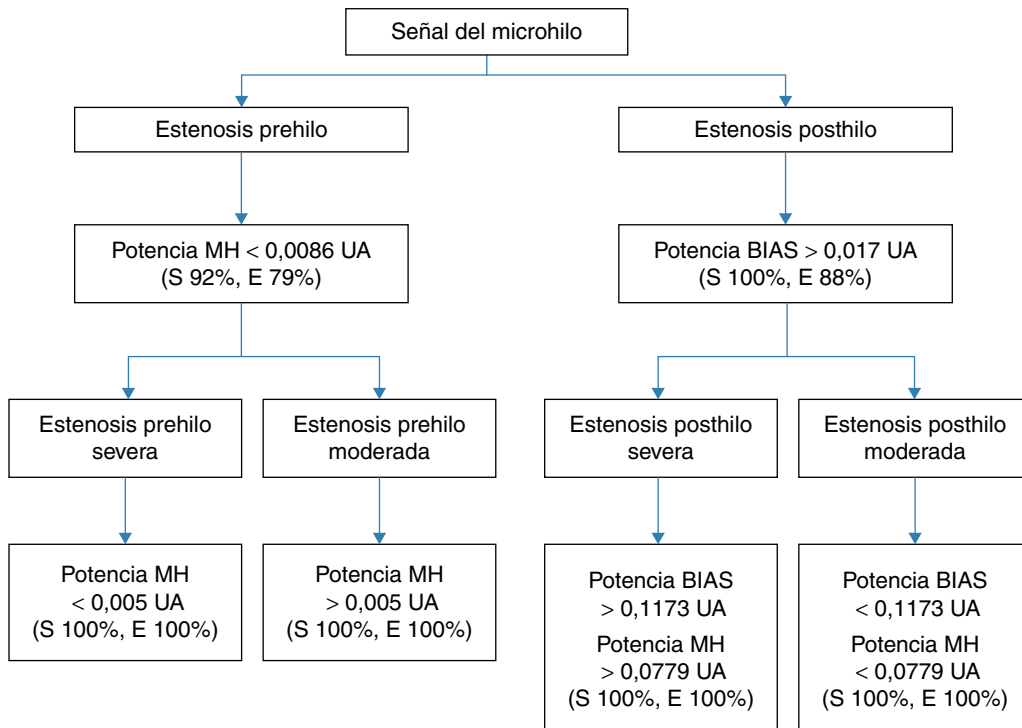 Señal del microhilo
Estenosis prehilo
Estenosis posthilo
Potencia MH < 0,0086 UA
(S 92%, E 79%)
Potencia BIAS > 0,017 UA
(S 100%, E 88%)
Estenosis prehilo
severa
Estenosis prehilo
moderada
Estenosis posthilo
severa
Estenosis posthilo
moderada
Potencia MH
< 0,005 UA
(S 100%, E 100%)
Potencia MH
> 0,005 UA
(S 100%, E 100%)
Potencia BIAS
> 0,1173 UA
Potencia MH
> 0,0779 UA
(S 100%, E 100%)
Potencia BIAS
< 0,1173 UA
Potencia MH
< 0,0779 UA
(S 100%, E 100%)